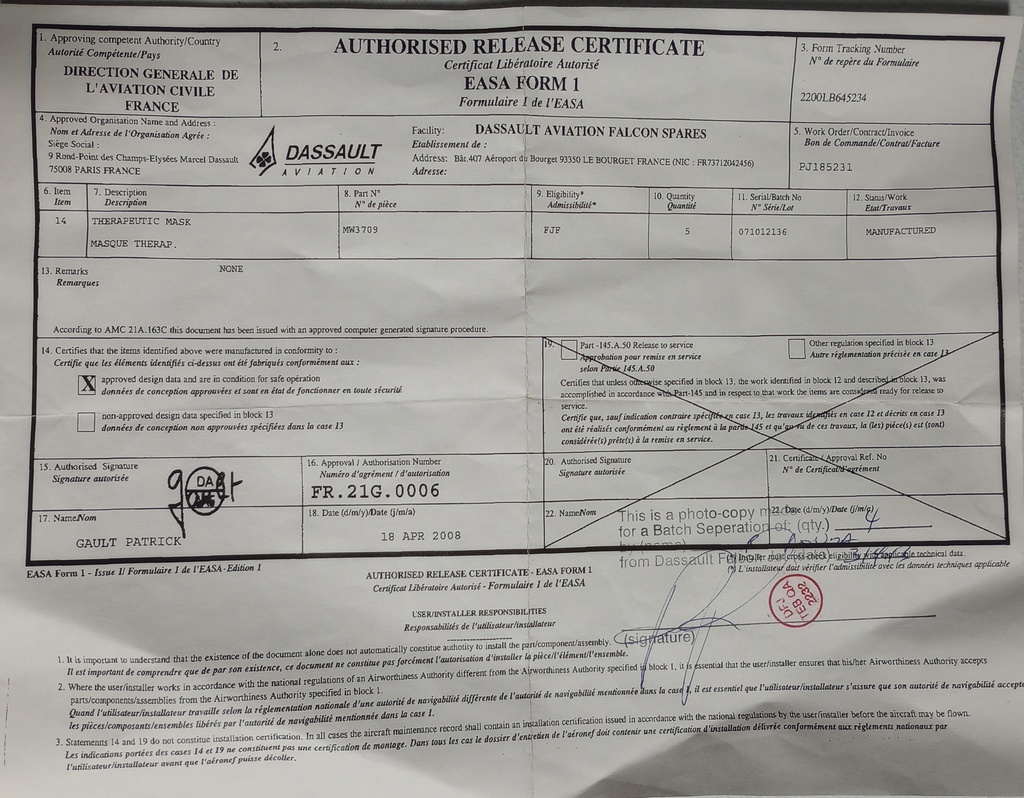 1. Approving competent Authority/Country
Autorité Compétente/Pays
DIRECTION GENERALE DE
L'AVIATION CIVILE
FRANCE
2.
AUTHORISED RELEASE CERTIFICATE
Certificat Libératoire Autorisé
EASA FORM 1
Formulaire 1 de l'EASA
3. Form Tracking Number
N° de repère du Formulaire
2200LB645234
4. Approved Organisation Name and Address :
Nom et Adresse de l'Organisation Agrée :
Siège Social :
9 Rond-Point des Champs-Elysées Marcel Dassault
75008 PARIS FRANCE
DASSAULT
AVIATION
Facility: DASSAULT AVIATION FALCON SPARES
Etablissement de :
Address: Bât.407 Aéroport du Bourget 93350 LE BOURGET FRANCE (NIC : FR73712042456)
Adresse:
5. Work Order/Contract/Invoice
Bon de Commande/Contrat/Facture
PJ185231
6. Item
Item
7. Description
Description
8. Part N°
N° de pièce
9. Eligibility*
Admissibilité*
10. Quantity
Quantité
11. Serial/Batch No
N° Série/Lot
12. Status/Work
Etat/Travaux
14 THERAPEUTIC MASK MW3709 FJF 5 071012136 MANUFACTURED
MASQUE THERAP.
13. Remarks NONE
Remarques
According to AMC 21A.163C this document has been issued with an approved computer generated signature procedure.
14. Certifies that the items identified above were manufactured in conformity to :
Certifie que les éléments identifiés ci-dessus ont été fabriqués conformément aux :
X approved design data and are in condition for safe operation
données de conception approuvées et sont en état de fonctionner en toute sécurité
non-approved design data specified in block 13
données de conception non approuvées spécifiées dans la case 13
19. Part -145.A.50 Release to service
Approbation pour remise en service
selon Partie 145.A.50
Other regulation specified in block 13
Autre règlementation précisée en case 13
Certifies that unless otherwise specified in block 13, the work identified in block 12 and described in block 13, was
accomplished in accordance with Part-145 and in respect to that work the items are considered ready for release to
service.
Certifie que, sauf indication contraire spécifiée en case 13, les travaux identifiés en case 12 et décrits en case 13
ont été réalisés conformément au règlement à la partie 145 et qu'au vu de ces travaux, la (les) pièce(s) est (sont)
considérée(s) prête(s) à la remise en service.
15. Authorised Signature
Signature autorisée
DA
16. Approval / Authorisation Number
Numéro d'agrément / d'autorisation
FR.21G.0006
20. Authorised Signature
Signature autorisée
21. Certificate / Approval Ref. No
N° de Certificat/d'agrément
17. Name/Nom
GAULT PATRICK
18. Date (d/m/y)/Date (j/m/a)
18 APR 2008
22. Name/Nom
22. Date (d/m/y)/Date (j/m/a)
This is a photo-copy
for a Batch Seperation of: (qty.) 4
from Dassault
(signature)
DFJ
TEB QA
2232
(*) Installer must cross-check eligibility with applicable technical data.
(*) L'installateur doit vérifier l'admissibilité avec les données techniques applicable
EASA Form 1 - Issue 1/ Formulaire 1 de l'EASA-Edition 1
AUTHORISED RELEASE CERTIFICATE - EASA FORM 1
Certificat Libératoire Autorisé - Formulaire 1 de l'EASA
USER/INSTALLER RESPONSIBILITIES
Responsabilités de l'utilisateur/installateur
1. It is important to understand that the existence of the document alone does not automatically constitute authotity to install the part/component/assembly.
Il est important de comprendre que de par son existence, ce document ne constitue pas forcément l'autorisation d'installer la pièce/l'élément/l'ensemble.
2. Where the user/installer works in accordance with the national regulations of an Airworthiness Authority different from the Airworthiness Authority specified in block 1, it is essential that the user/installer ensures that his/her Airworthiness Authority accepts
parts/components/assemblies from the Airworthiness Authority specified in block 1.
Quand l'utilisateur/installateur travaille selon la réglementation nationale d'une autorité de navigabilité différente de l'autorité de navigabilité mentionnée dans la case 1, il est essentiel que l'utilisateur/installateur s'assure que son autorité de navigabilité accepte
les pièces/composants/ensembles libérés par l'autorité de navigabilité mentionnée dans la case 1.
3. Statements 14 and 19 do not constitute installation certification. In all cases the aircraft maintenance record shall contain an installation certification issued in accordance with the national regulations by the user/installer before the aircraft may be flown.
Les indications portées des cases 14 et 19 ne constituent pas une certification de montage. Dans tous les cas le dossier d'entretien de l'aéronef doit contenir une certification d'installation délivrée conformément aux réglements nationaux par
l'utilisateur/installateur avant que l'aéronef puisse décoller.